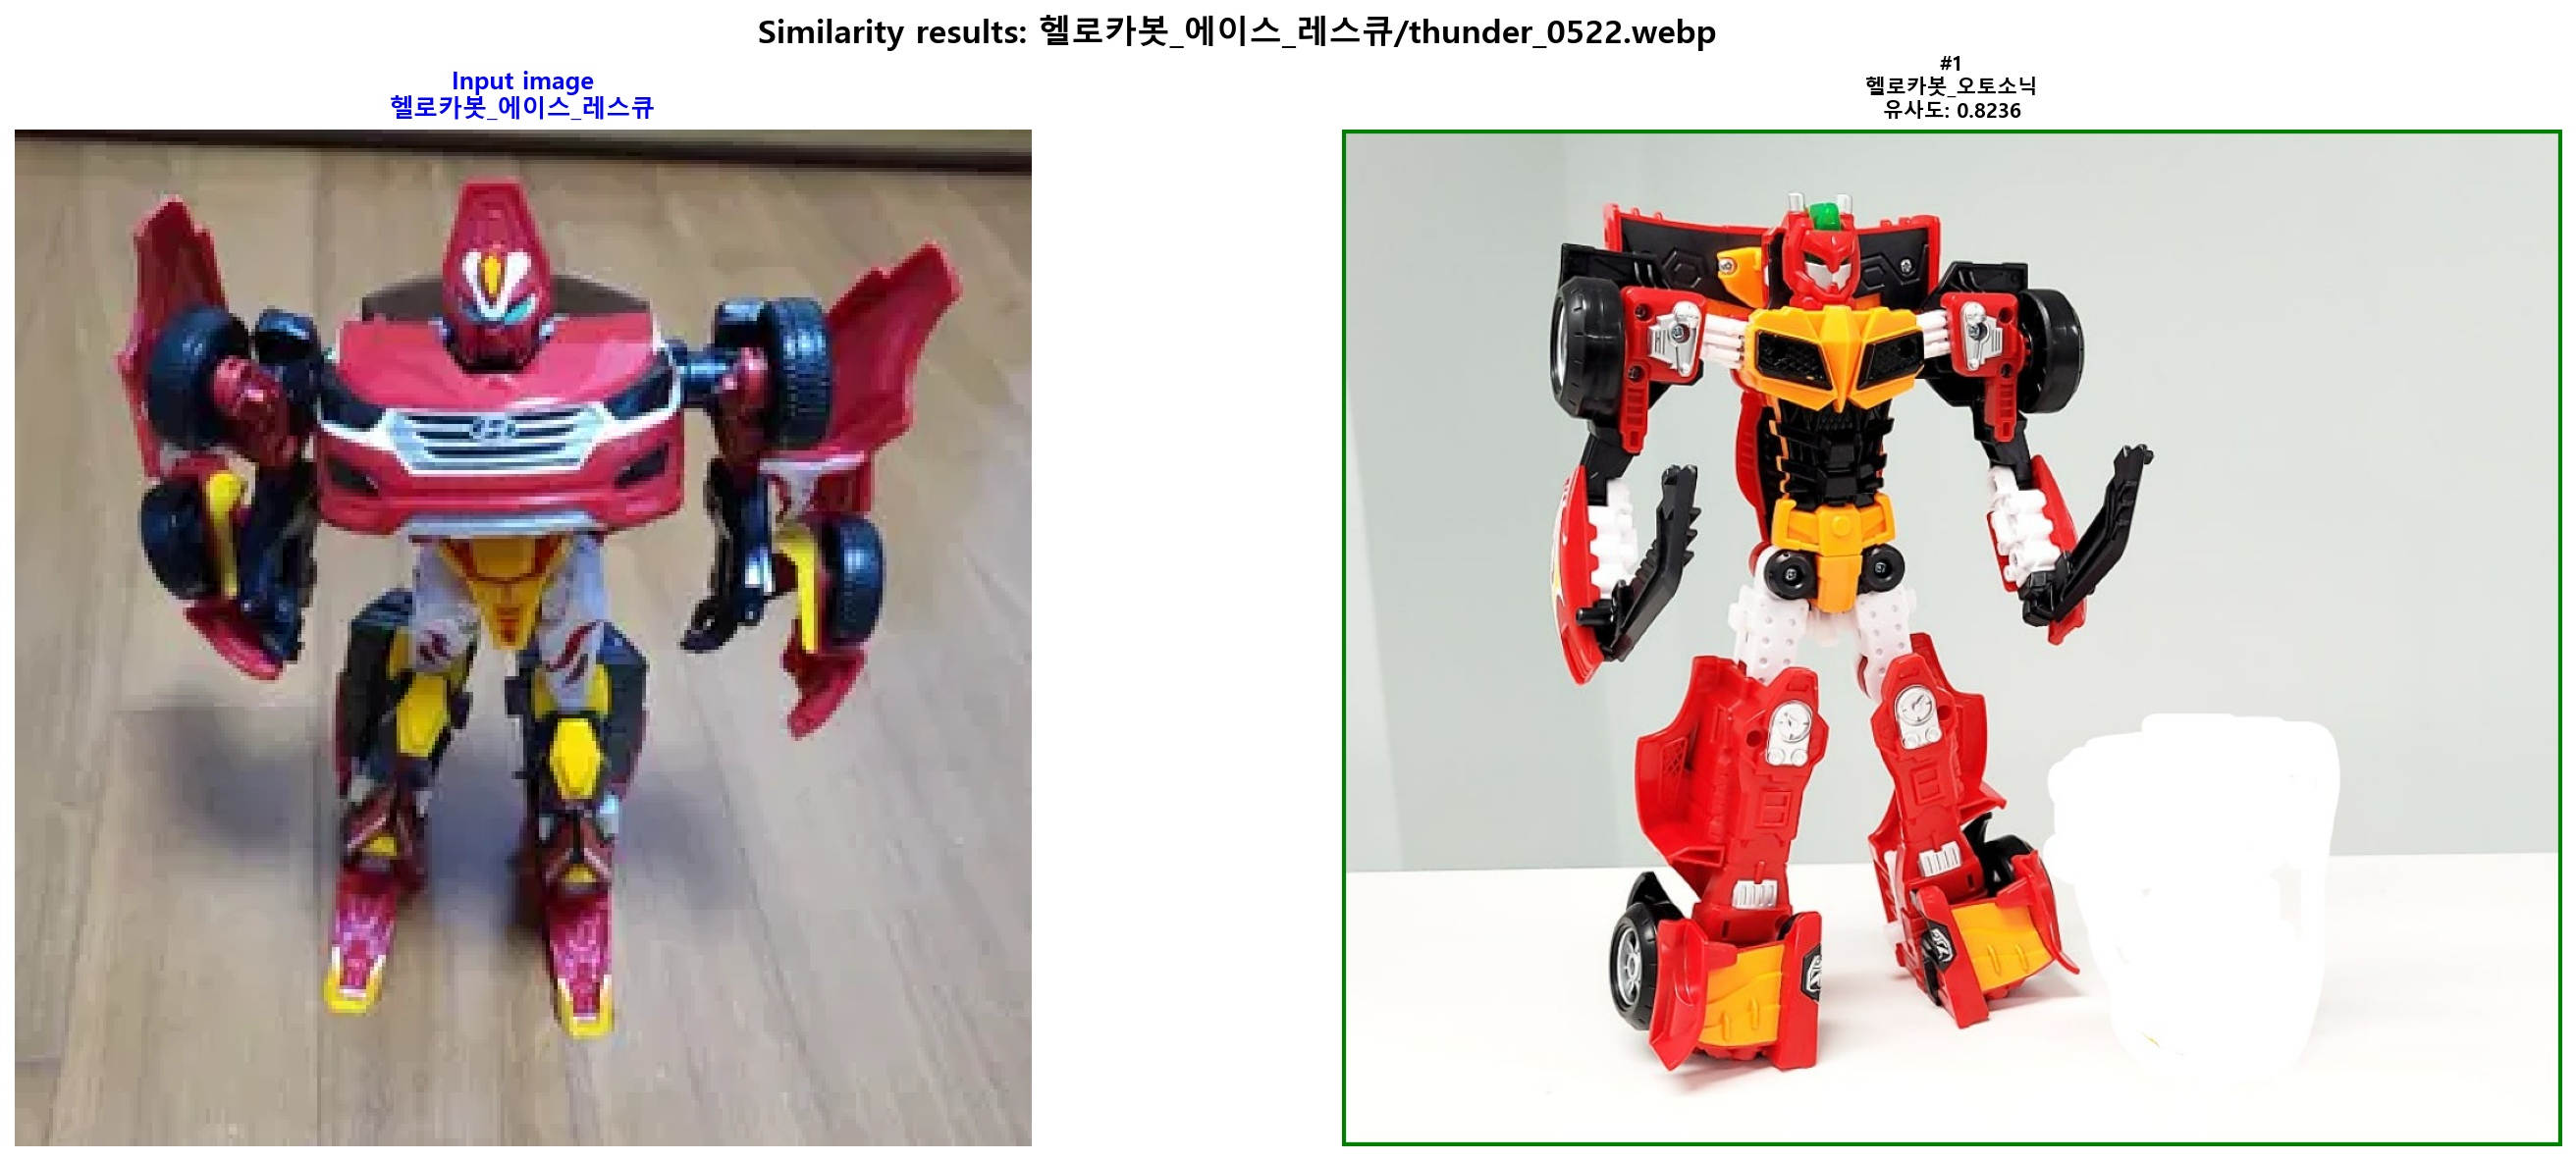 Similarity results: 헬로카봇_에이스_레스큐/thunder_0522.webp
Input image
헬로카봇_에이스_레스큐
#1
헬로카봇_오토소닉
유사도: 0.8236